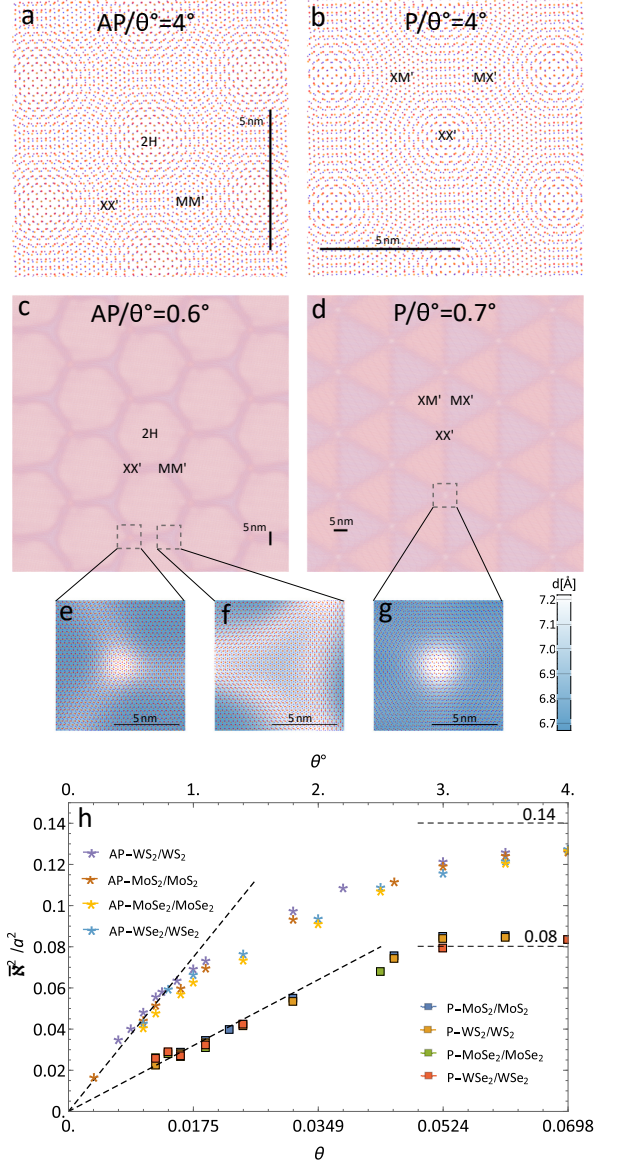 a AP/θ°=4°
5 nm
2H
XX' MM'
b P/θ°=4°
XM' MX'
XX'
5 nm
c AP/θ°=0.6°
2H
XX' MM'
5 nm
d P/θ°=0.7°
XM' MX'
XX'
5 nm
e
5 nm
f
5 nm
g
5 nm
d[Å]
7.2
7.1
7.0
6.9
6.8
6.7
θ°
0. 1. 2. 3. 4.
h
0.14
0.12
0.10
0.08
0.06
0.04
0.02
0.
ϰ̅²/a²
AP-WS₂/WS₂
AP-MoS₂/MoS₂
AP-MoSe₂/MoSe₂
AP-WSe₂/WSe₂
0.14
0.08
P-MoS₂/MoS₂
P-WS₂/WS₂
P-MoSe₂/MoSe₂
P-WSe₂/WSe₂
0. 0.0175 0.0349 0.0524 0.0698
θ